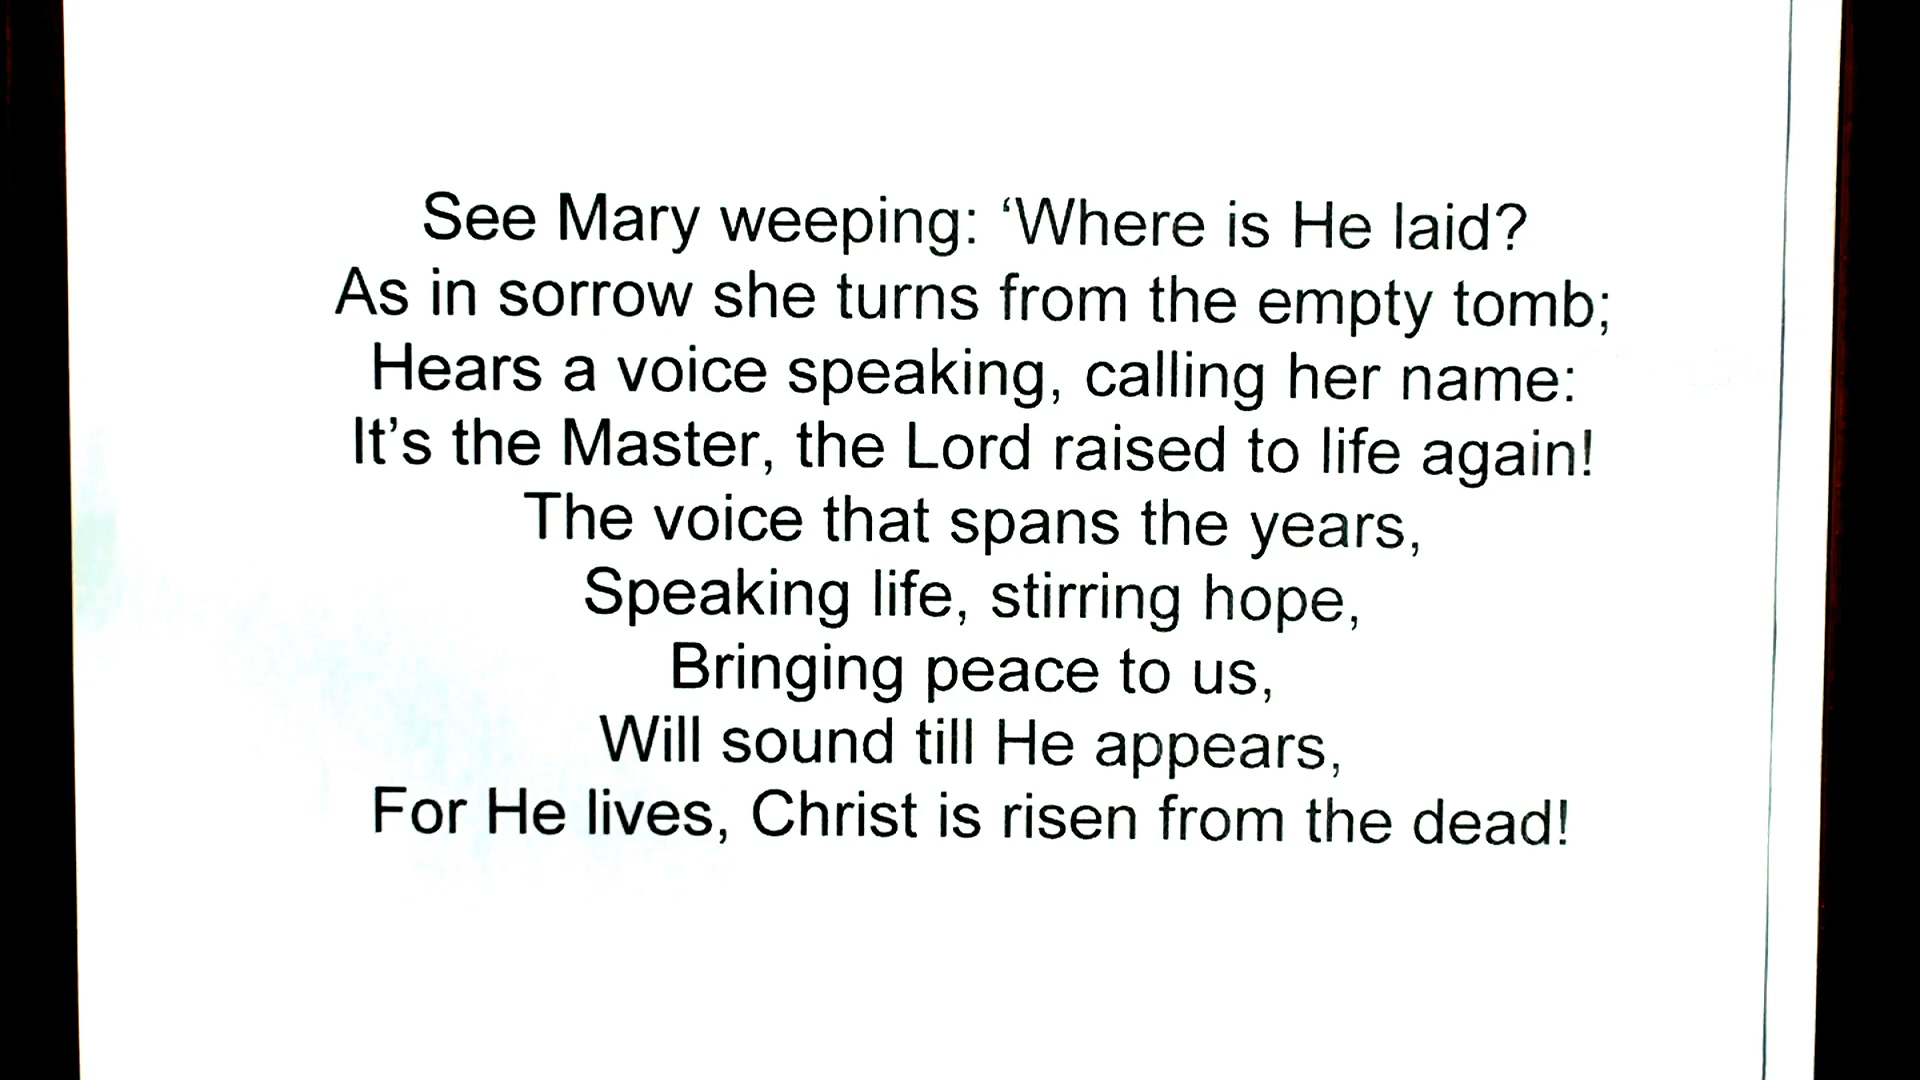 See Mary weeping: ‘Where is He laid?
As in sorrow she turns from the empty tomb;
Hears a voice speaking, calling her name:
It’s the Master, the Lord raised to life again!
The voice that spans the years,
Speaking life, stirring hope,
Bringing peace to us,
Will sound till He appears,
For He lives, Christ is risen from the dead!